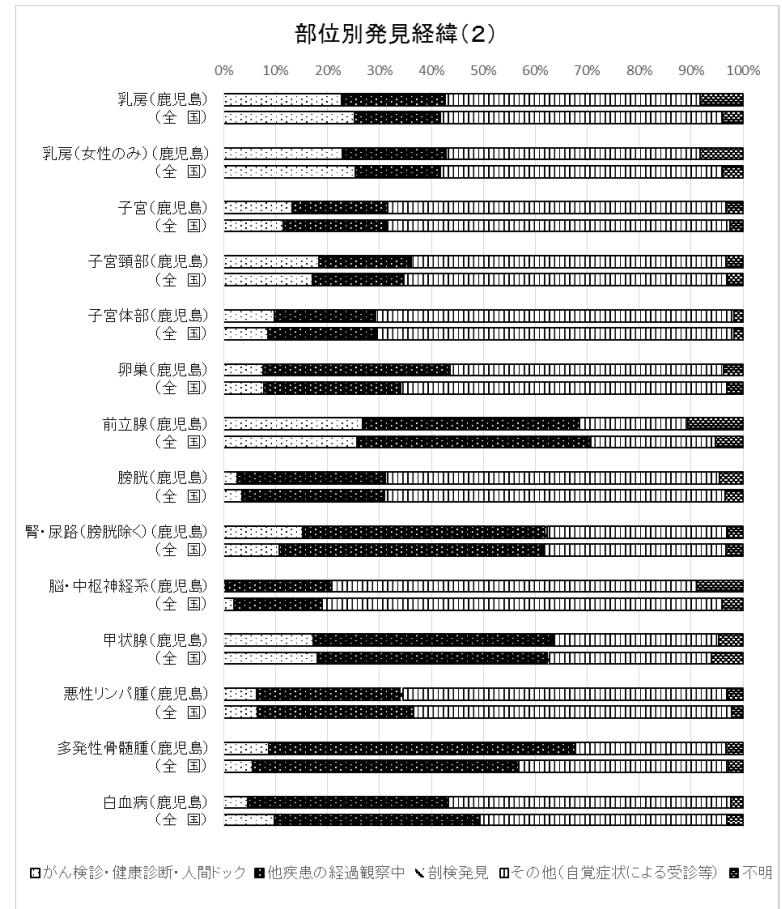 部位別発見経緯(2)
0% 10% 20% 30% 40% 50% 60% 70% 80% 90% 100%
乳房(鹿児島)
(全 国)
乳房(女性のみ)(鹿児島)
(全 国)
子宮(鹿児島)
(全 国)
子宮頸部(鹿児島)
(全 国)
子宮体部(鹿児島)
(全 国)
卵巣(鹿児島)
(全 国)
前立腺(鹿児島)
(全 国)
膀胱(鹿児島)
(全 国)
腎・尿路(膀胱除く)(鹿児島)
(全 国)
脳・中枢神経系(鹿児島)
(全 国)
甲状腺(鹿児島)
(全 国)
悪性リンパ腫(鹿児島)
(全 国)
多発性骨髄腫(鹿児島)
(全 国)
白血病(鹿児島)
(全 国)
がん検診・健康診断・人間ドック 他疾患の経過観察中 剖検発見 その他(自覚症状による受診等) 不明